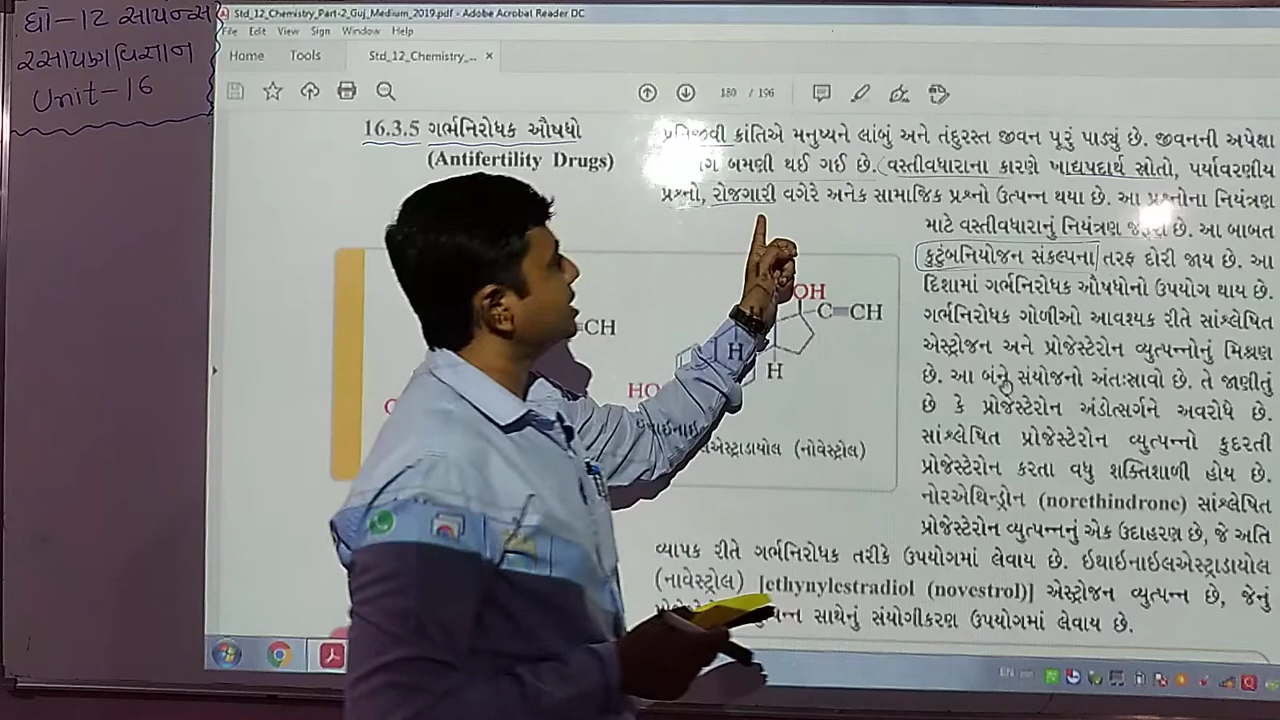 ધો-12 સાયન્સ
રસાયણવિજ્ઞાન
Unit-16
Std_12_Chemistry_Part-2_Guj_Medium_2019.pdf - Adobe Acrobat Reader DC
File Edit View Sign Window Help
Home Tools Std_12_Chemistry_... ×
180 / 196
16.3.5 ગર્ભનિરોધક ઔષધો
(Antifertility Drugs)
પ્રતિજીવી ક્રાંતિએ મનુષ્યને લાંબું અને તંદુરસ્ત જીવન પૂરું પાડ્યું છે. જીવનની અપેક્ષા
બમણી થઈ ગઈ છે. વસ્તીવધારાના કારણે ખાદ્યપદાર્થ સ્રોતો, પર્યાવરણીય
પ્રશ્નો, રોજગારી વગેરે અનેક સામાજિક પ્રશ્નો ઉત્પન્ન થયા છે. આ પ્રશ્નોના નિયંત્રણ
માટે વસ્તીવધારાનું નિયંત્રણ જરૂરી છે. આ બાબત
કુટુંબનિયોજન સંકલ્પના તરફ દોરી જાય છે. આ
દિશામાં ગર્ભનિરોધક ઔષધોનો ઉપયોગ થાય છે.
ગર્ભનિરોધક ગોળીઓ આવશ્યક રીતે સાંશ્લેષિત
એસ્ટ્રોજન અને પ્રોજેસ્ટેરોન વ્યુત્પન્નોનું મિશ્રણ
છે. આ બંને સંયોજનો અંતઃસ્રાવો છે. તે જાણીતું
છે કે પ્રોજેસ્ટેરોન અંડોત્સર્ગને અવરોધે છે.
સાંશ્લેષિત પ્રોજેસ્ટેરોન વ્યુત્પન્નો કુદરતી
પ્રોજેસ્ટેરોન કરતા વધુ શક્તિશાળી હોય છે.
નોરએથિન્ડ્રોન (norethindrone) સાંશ્લેષિત
પ્રોજેસ્ટેરોન વ્યુત્પન્નનું એક ઉદાહરણ છે, જે અતિ
વ્યાપક રીતે ગર્ભનિરોધક તરીકે ઉપયોગમાં લેવાય છે. ઇથાઇનાઇલએસ્ટ્રાડાયોલ
(નાવેસ્ટ્રોલ) [ethynylestradiol (novestrol)] એસ્ટ્રોજન વ્યુત્પન્ન છે, જેનું
સાથેનું સંયોગીકરણ ઉપયોગમાં લેવાય છે.
OH
C≡CH
≡CH
H
H
HO
એસ્ટ્રાડાયોલ (નોવેસ્ટ્રોલ)
EN